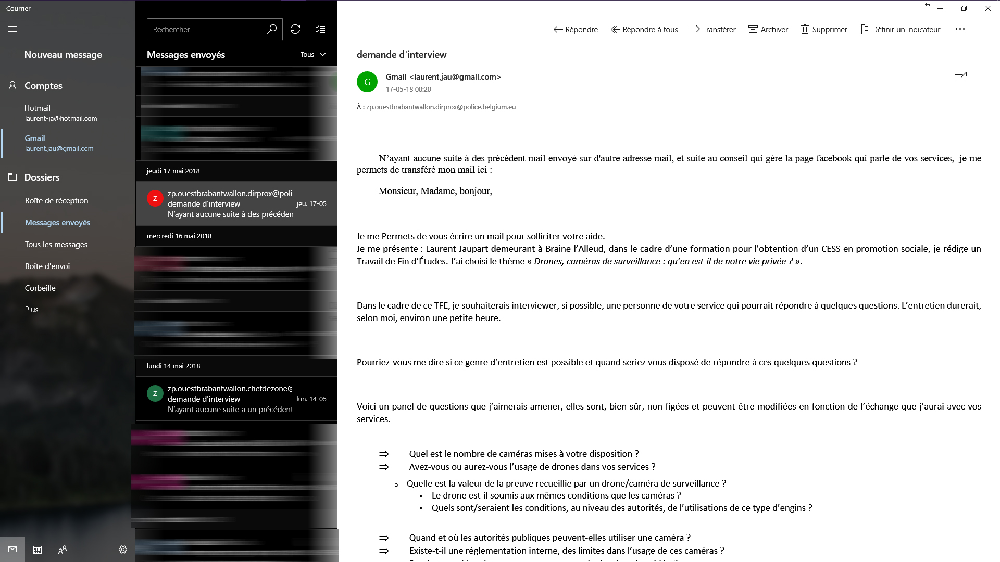 Courrier
Nouveau message
Comptes
Hotmail
laurent-ja@hotmail.com
Gmail
laurent.jau@gmail.com
Dossiers
Boîte de réception
Messages envoyés
Tous les messages
Boîte d'envoi
Corbeille
Plus
Rechercher
Messages envoyés
Tous
jeudi 17 mai 2018
Z
zp.ouestbrabantwallon.dirprox@poli
demande d'interview
jeu. 17-05
N'ayant aucune suite à des précéden
mercredi 16 mai 2018
lundi 14 mai 2018
Z
zp.ouestbrabantwallon.chefdezone@
demande d'interview
lun. 14-05
N'ayant aucune suite a un précédent
Répondre
Répondre à tous
Transférer
Archiver
Supprimer
Définir un indicateur
demande d'interview
G
Gmail <laurent.jau@gmail.com>
17-05-18 00:20
À : zp.ouestbrabantwallon.dirprox@police.belgium.eu
N'ayant aucune suite à des précédent mail envoyé sur d'autre adresse mail, et suite au conseil qui gère la page facebook qui parle de vos services, je me
permets de transféré mon mail ici :
Monsieur, Madame, bonjour,
Je me Permets de vous écrire un mail pour solliciter votre aide.
Je me présente : Laurent Jaupart demeurant à Braine l'Alleud, dans le cadre d'une formation pour l'obtention d'un CESS en promotion sociale, je rédige un
Travail de Fin d'Études. J'ai choisi le thème « Drones, caméras de surveillance : qu'en est-il de notre vie privée ? ».
Dans le cadre de ce TFE, je souhaiterais interviewer, si possible, une personne de votre service qui pourrait répondre à quelques questions. L'entretien durerait,
selon moi, environ une petite heure.
Pourriez-vous me dire si ce genre d'entretien est possible et quand seriez vous disposé de répondre à ces quelques questions ?
Voici un panel de questions que j'aimerais amener, elles sont, bien sûr, non figées et peuvent être modifiées en fonction de l'échange que j'aurai avec vos
services.
⇒ Quel est le nombre de caméras mises à votre disposition ?
⇒ Avez-vous ou aurez-vous l'usage de drones dans vos services ?
o Quelle est la valeur de la preuve recueillie par un drone/caméra de surveillance ?
▪ Le drone est-il soumis aux mêmes conditions que les caméras ?
▪ Quels sont/seraient les conditions, au niveau des autorités, de l'utilisations de ce type d'engins ?
⇒ Quand et où les autorités publiques peuvent-elles utiliser une caméra ?
⇒ Existe-t-il une réglementation interne, des limites dans l'usage de ces caméras ?